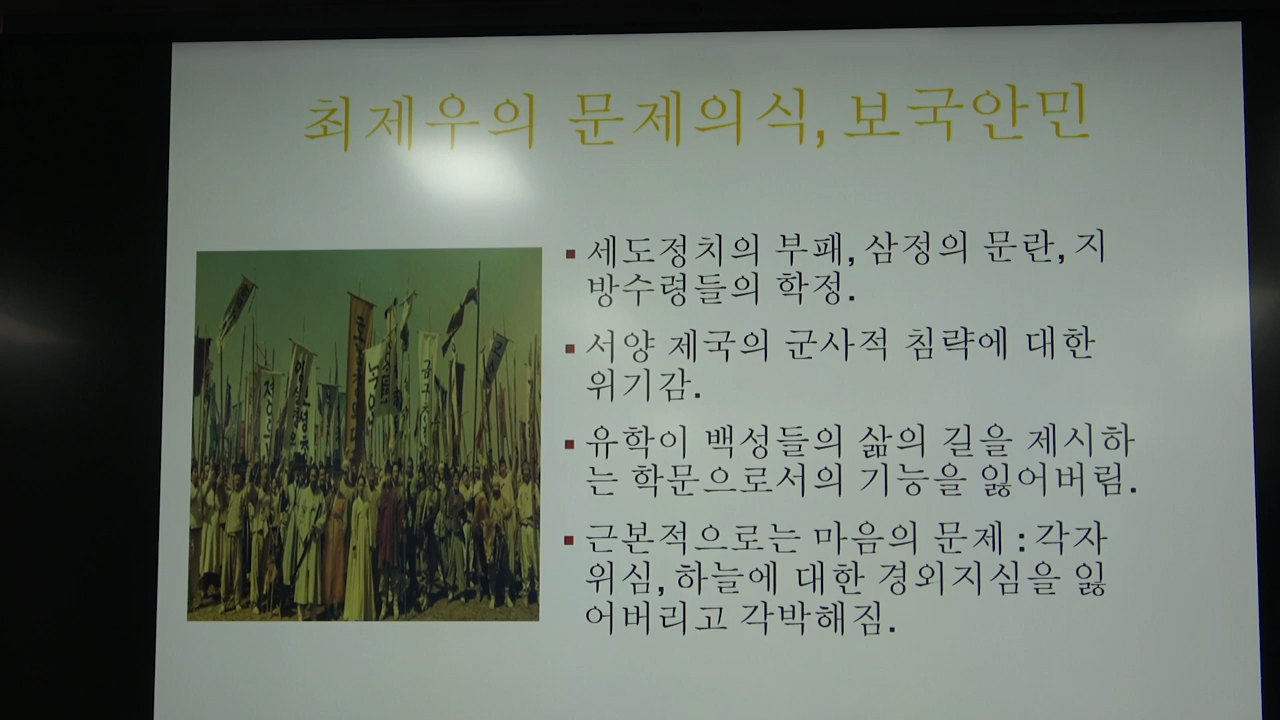 최제우의 문제의식, 보국안민
▪ 세도정치의 부패, 삼정의 문란, 지
방수령들의 학정.
▪ 서양 제국의 군사적 침략에 대한
위기감.
▪ 유학이 백성들의 삶의 길을 제시하
는 학문으로서의 기능을 잃어버림.
▪ 근본적으로는 마음의 문제 : 각자
위심, 하늘에 대한 경외지심을 잃
어버리고 각박해짐.